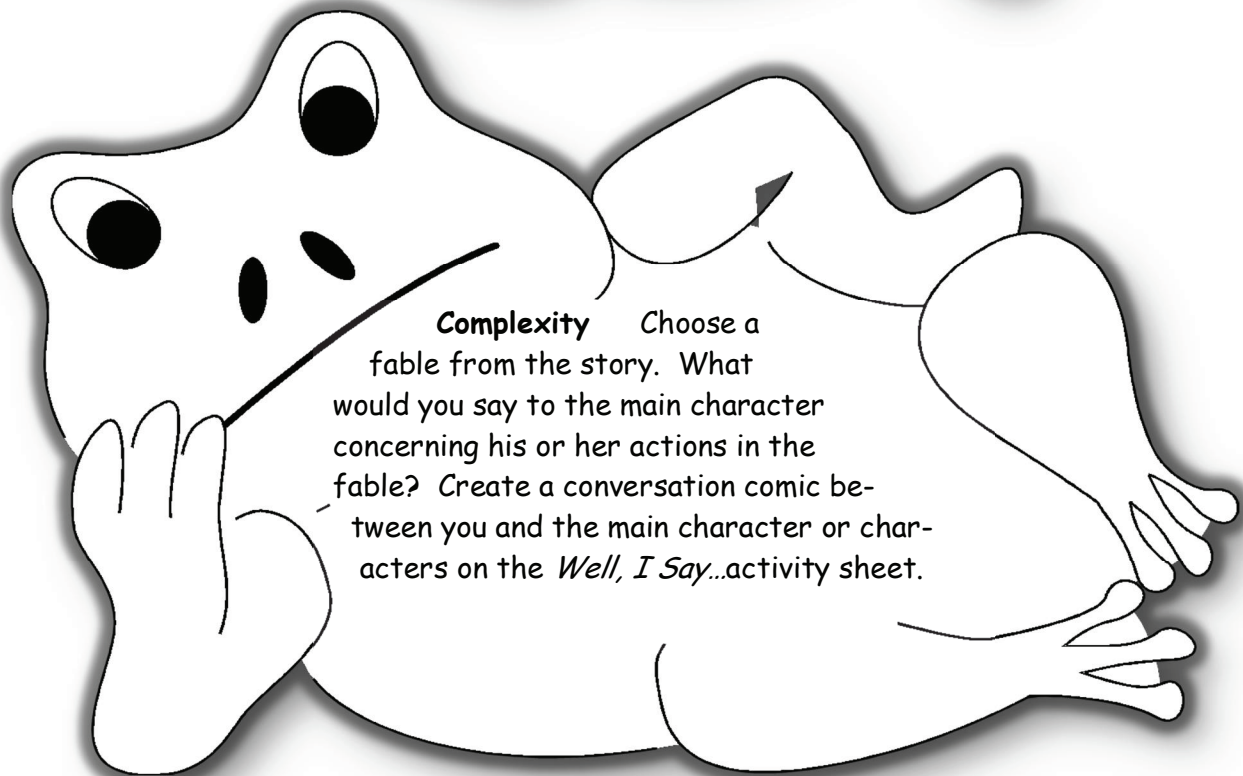 Complexity Choose a
fable from the story. What
would you say to the main character
concerning his or her actions in the
fable? Create a conversation comic be-
tween you and the main character or char-
acters on the Well, I Say...activity sheet.